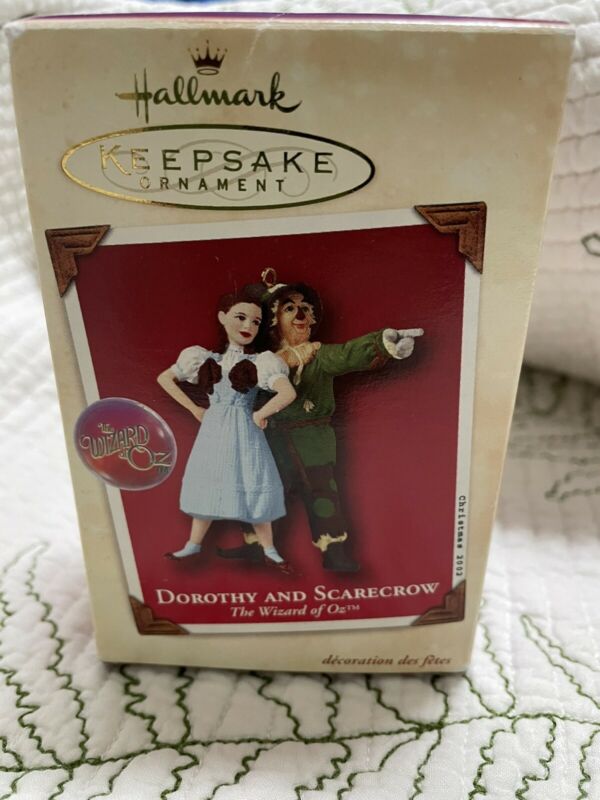 Hallmark
KEEPSAKE
ORNAMENT
The
WIZARD
of OZ
Christmas 2002
DOROTHY AND SCARECROW
The Wizard of Oz™
décoration des fêtes